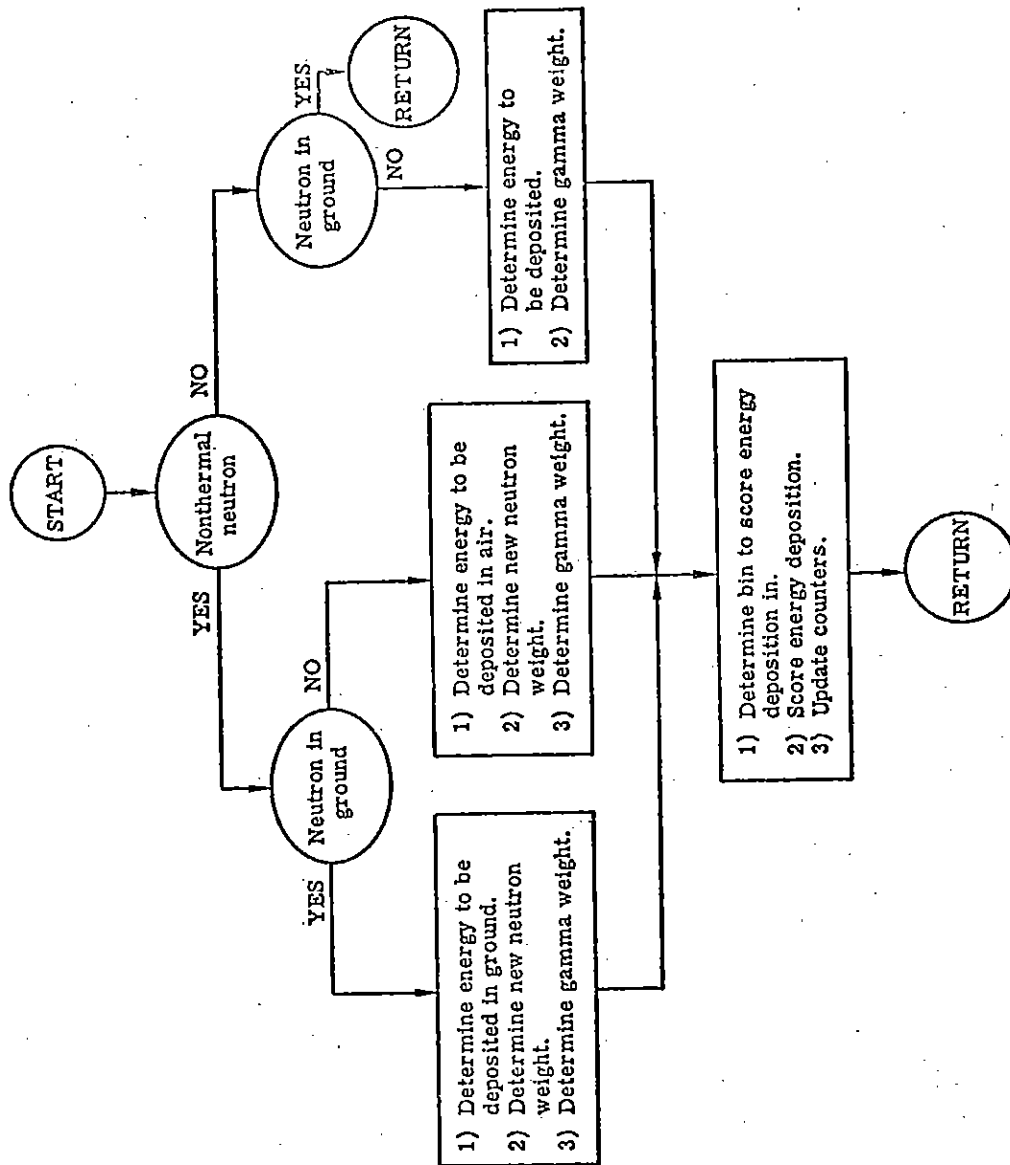 START
Nonthermal
neutron
YES
NO
Neutron in
ground
YES
NO
Neutron in
ground
YES
RETURN
NO
1) Determine energy to be
deposited in ground.
2) Determine new neutron
weight.
3) Determine gamma weight.
1) Determine energy to be
deposited in air.
2) Determine new neutron
weight.
3) Determine gamma weight.
1) Determine energy to
be deposited.
2) Determine gamma weight.
1) Determine bin to score energy
deposition in.
2) Score energy deposition.
3) Update counters.
RETURN